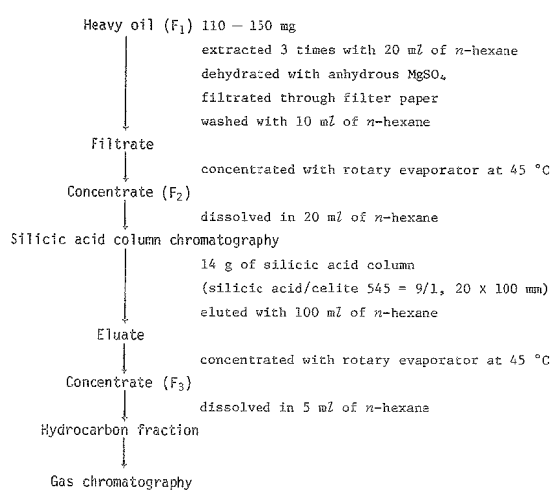 Heavy oil (F₁) 110 – 150 mg
extracted 3 times with 20 ml of n-hexane
dehydrated with anhydrous MgSO₄
filtrated through filter paper
washed with 10 ml of n-hexane
Filtrate
concentrated with rotary evaporator at 45 °C
Concentrate (F₂)
dissolved in 20 ml of n-hexane
Silicic acid column chromatography
14 g of silicic acid column
(silicic acid/celite 545 = 9/1, 20 X 100 mm)
eluted with 100 ml of n-hexane
Eluate
concentrated with rotary evaporator at 45 °C
Concentrate (F₃)
dissolved in 5 ml of n-hexane
Hydrocarbon fraction
Gas chromatography